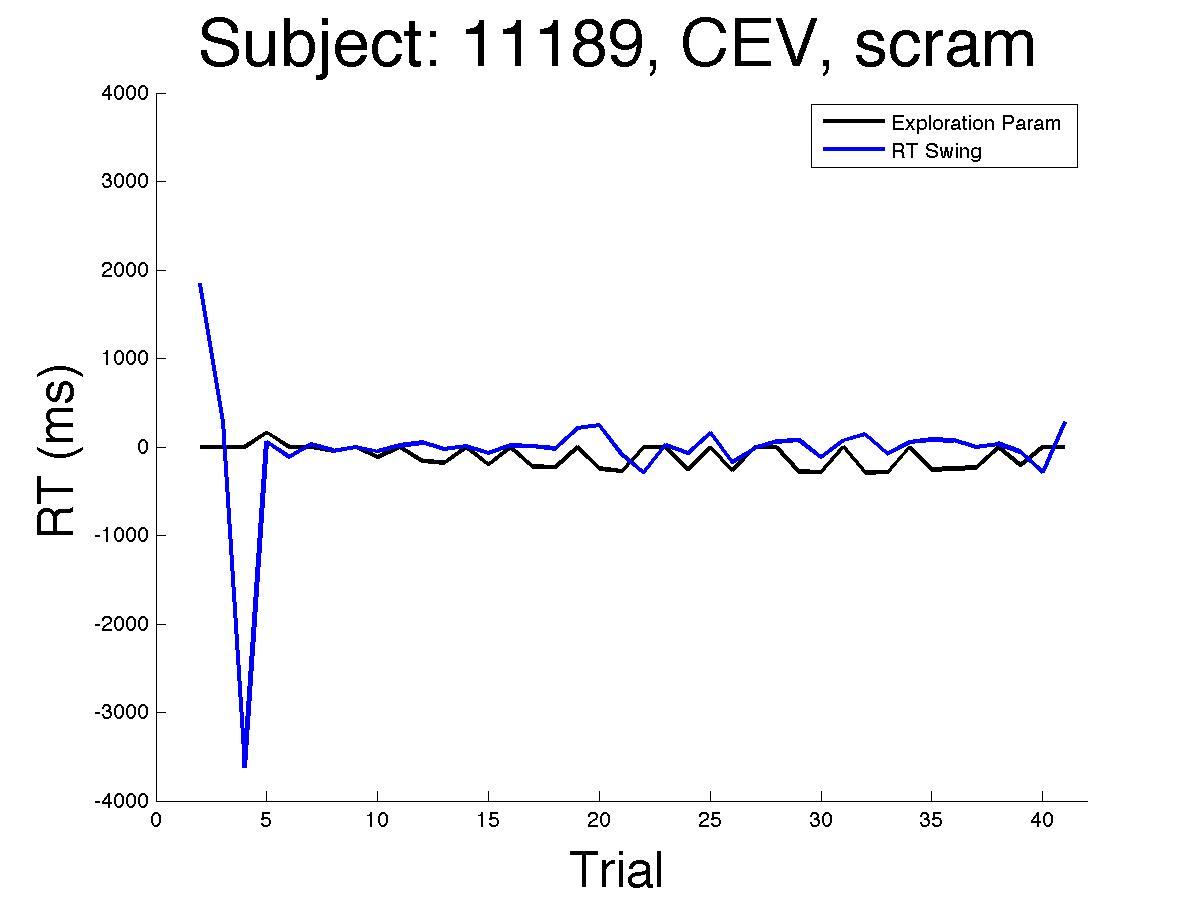 Subject: 11189, CEV, scram
4000
3000
2000
1000
0
-1000
-2000
-3000
-4000
RT (ms)
Exploration Param
RT Swing
0 5 10 15 20 25 30 35 40
Trial